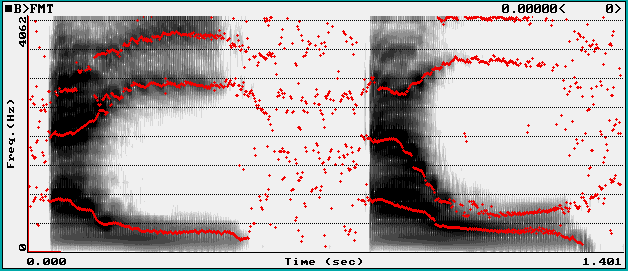 ■B>FMT 0.00000< 0>
4062
Freq.(Hz)
0
0.000 Time (sec) 1.401